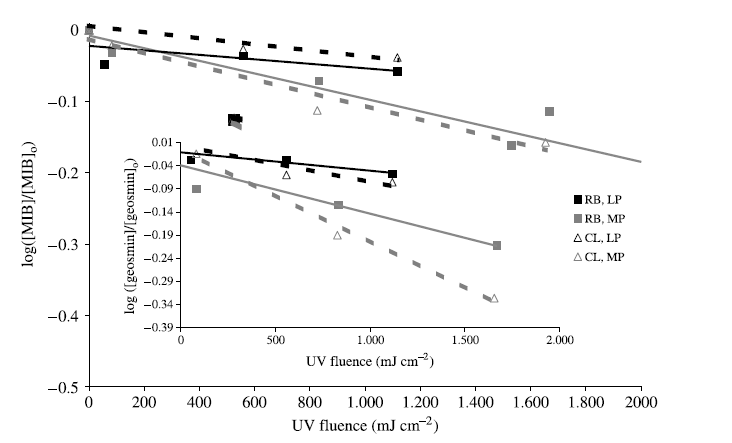 0
−0.1
−0.2
−0.3
−0.4
−0.5
log([MIB]/[MIB]o)
0.01
−0.04
−0.09
−0.14
−0.19
−0.24
−0.29
−0.34
−0.39
log ([geosmin]/[geosmin]o)
0 500 1.000 1.500 2.000
UV fluence (mJ cm−2)
RB, LP
RB, MP
CL, LP
CL, MP
0 200 400 600 800 1.000 1.200 1.400 1.600 1.800 2.000
UV fluence (mJ cm−2)